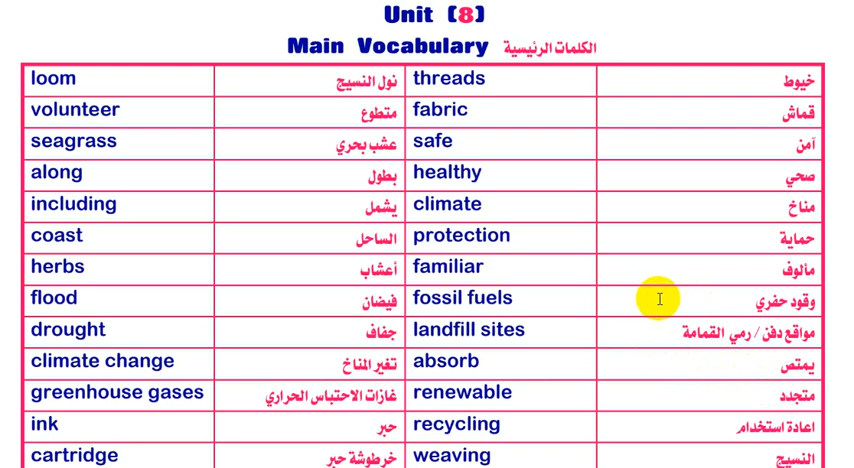 Unit (8)
Main Vocabulary الكلمات الرئيسية
loom نول النسيج threads خيوط
volunteer متطوع fabric قماش
seagrass عشب بحري safe آمن
along بطول healthy صحي
including يشمل climate مناخ
coast الساحل protection حماية
herbs أعشاب familiar مألوف
flood فيضان fossil fuels وقود حفري
drought جفاف landfill sites مواقع دفن / رمي القمامة
climate change تغير المناخ absorb يمتص
greenhouse gases غازات الاحتباس الحراري renewable متجدد
ink حبر recycling اعادة استخدام
cartridge خرطوشة حبر weaving النسيج